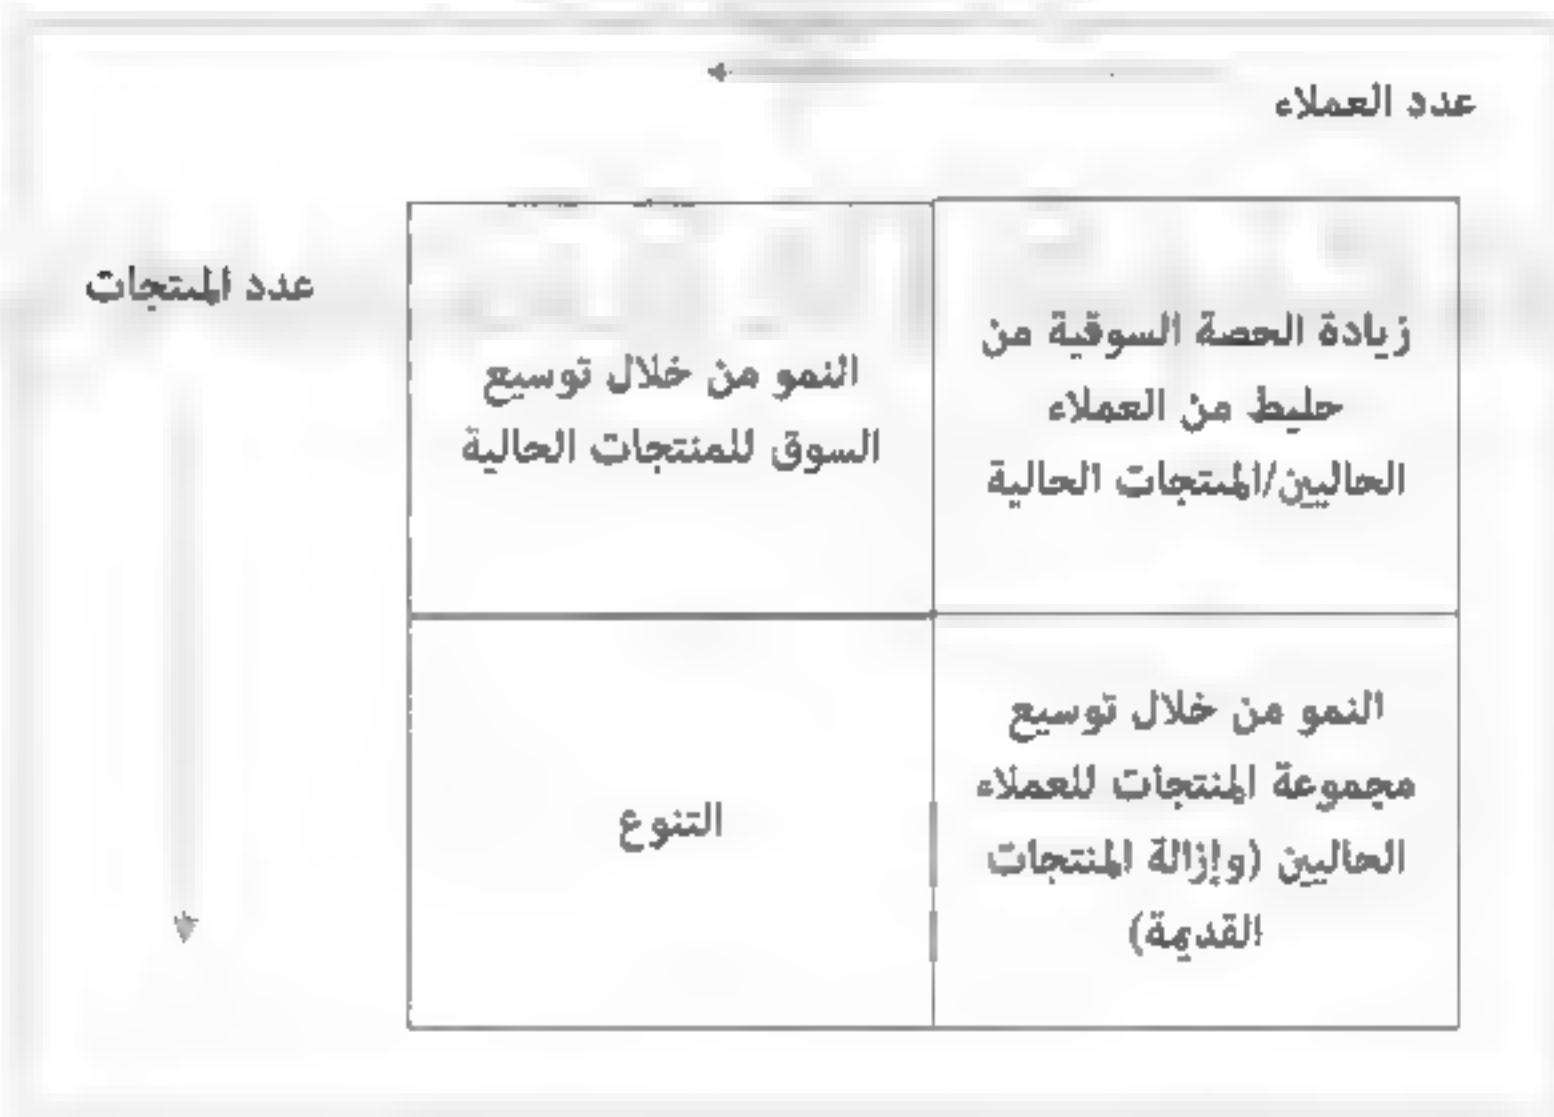 عدد العملاء
عدد المنتجات
زيادة الحصة السوقية من
خليط من العملاء
الحاليين/المنتجات الحالية
النمو من خلال توسيع
السوق للمنتجات الحالية
النمو من خلال توسيع
مجموعة المنتجات للعملاء
الحاليين (وإزالة المنتجات
القديمة)
التنوع